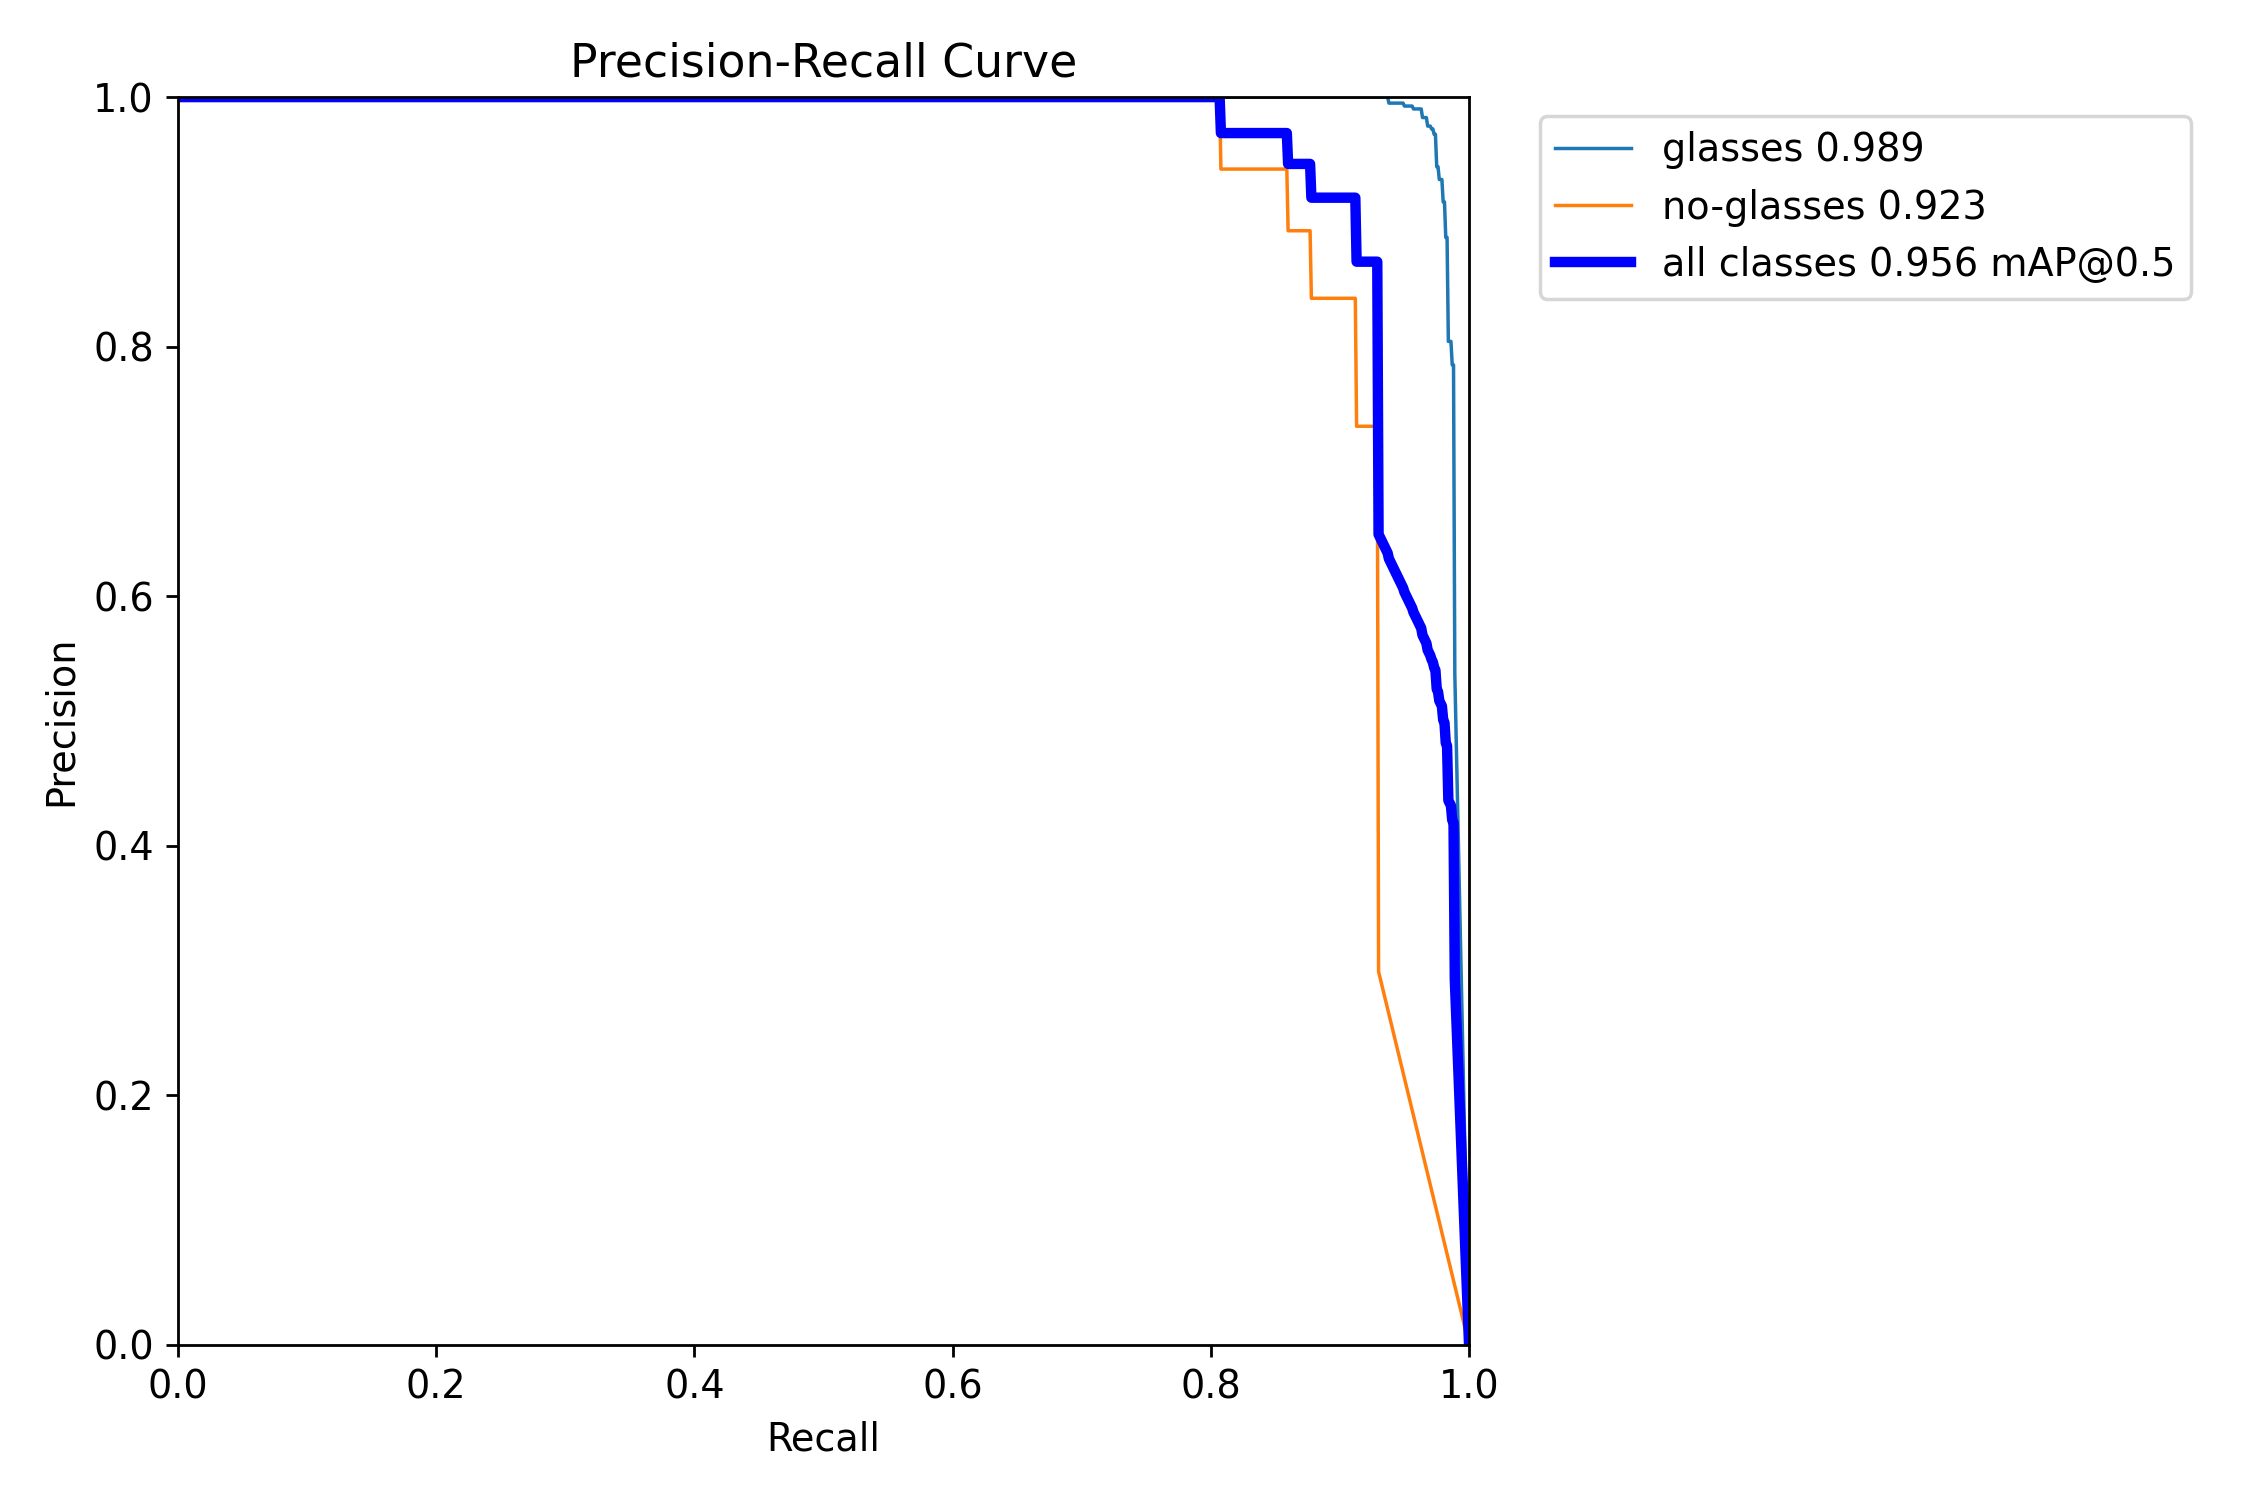 Precision-Recall Curve
1.0
0.8
0.6
0.4
0.2
0.0
Precision
0.0 0.2 0.4 0.6 0.8 1.0
Recall
glasses 0.989
no-glasses 0.923
all classes 0.956 mAP@0.5